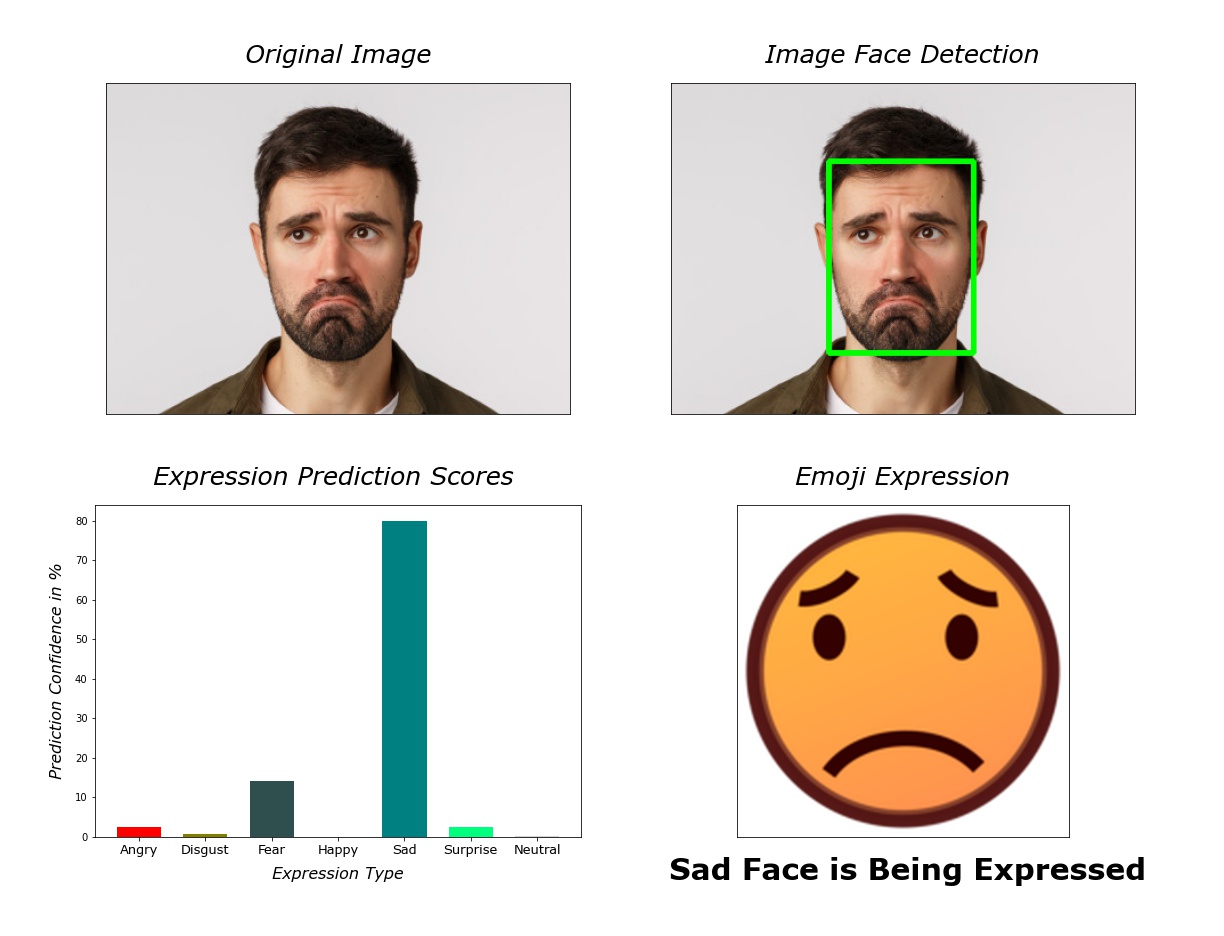 Original Image
Image Face Detection
Expression Prediction Scores
Emoji Expression
Prediction Confidence in %
80
70
60
50
40
30
20
10
0
Angry Disgust Fear Happy Sad Surprise Neutral
Expression Type
Sad Face is Being Expressed